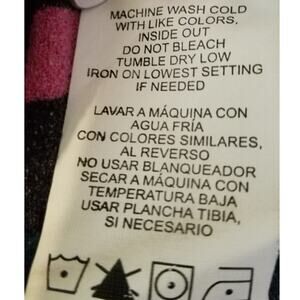 MACHINE WASH COLD
WITH LIKE COLORS,
INSIDE OUT
DO NOT BLEACH
TUMBLE DRY LOW
IRON ON LOWEST SETTING
IF NEEDED
LAVAR A MÁQUINA CON
AGUA FRÍA
CON COLORES SIMILARES,
AL REVERSO
NO USAR BLANQUEADOR
SECAR A MÁQUINA CON
TEMPERATURA BAJA
USAR PLANCHA TIBIA,
SI NECESARIO